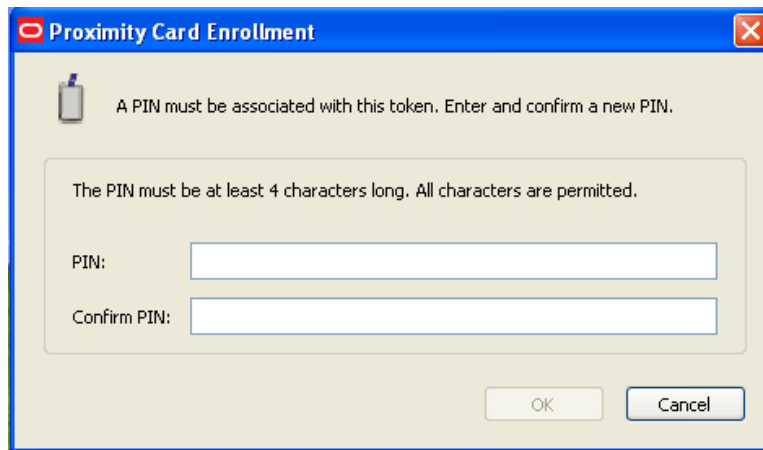 Proximity Card Enrollment
A PIN must be associated with this token. Enter and confirm a new PIN.
The PIN must be at least 4 characters long. All characters are permitted.
PIN:
Confirm PIN:
OK Cancel